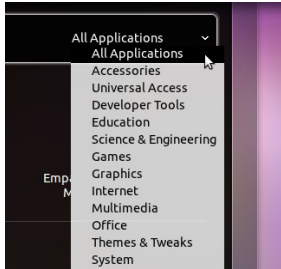 All Applications
All Applications
Accessories
Universal Access
Developer Tools
Education
Science & Engineering
Games
Graphics
Empa
Internet
M
Multimedia
Office
Themes & Tweaks
System